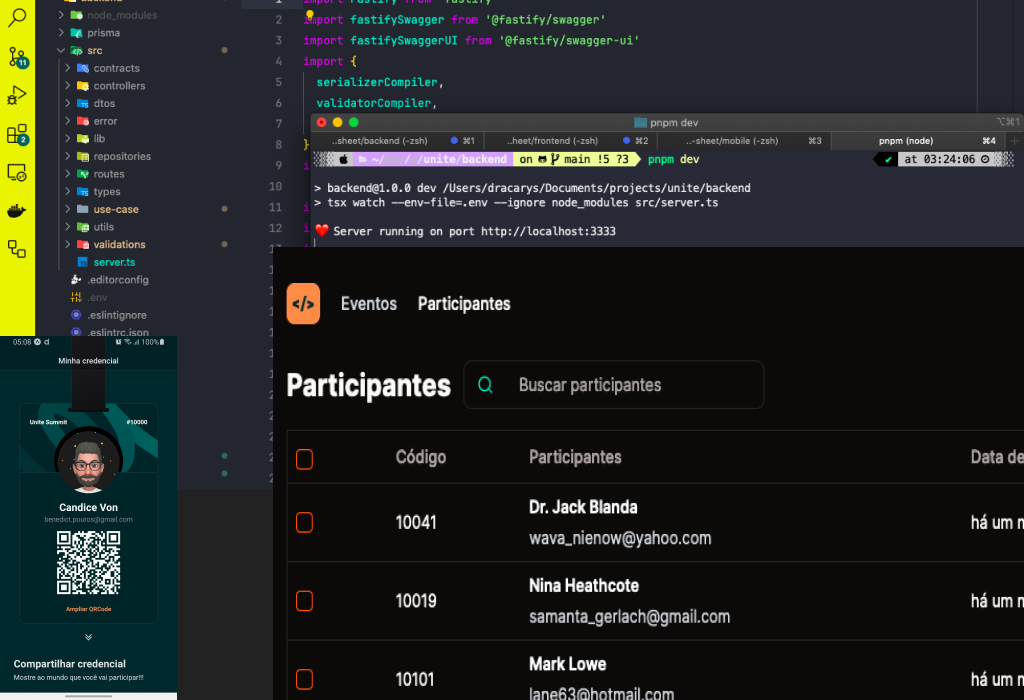 backend
node_modules
prisma
src
contracts
controllers
dtos
error
lib
repositories
routes
types
use-case
utils
validations
server.ts
.editorconfig
.env
.eslintignore
.eslintrc.json
11
2
1 import fastify from 'fastify'
2 import fastifySwagger from '@fastify/swagger'
3 import fastifySwaggerUI from '@fastify/swagger-ui'
4 import {
5 serializerCompiler,
6 validatorCompiler,
7
8 }
9
10
11
12
pnpm dev
⌥⌘1
..sheet/backend (-zsh) ⌘1
..heet/frontend (-zsh) ⌘2
..-sheet/mobile (-zsh) ⌘3
pnpm (node) ⌘4
/unite/backend on main !5 ?3 pnpm dev
✔ at 03:24:06
> backend@1.0.0 dev /Users/dracarys/Documents/projects/unite/backend
> tsx watch --env-file=.env --ignore node_modules src/server.ts
❤️ Server running on port http://localhost:3333
</> Eventos Participantes
Participantes
Buscar participantes
Código Participantes Data de
10041 Dr. Jack Blanda há um
wava_nienow@yahoo.com
10019 Nina Heathcote há um
samanta_gerlach@gmail.com
10101 Mark Lowe há um
lane63@hotmail.com
05:08
100%
Minha credencial
Unite Summit #10000
Candice Von
benedict.pouros@gmail.com
Ampliar QRCode
Compartilhar credencial
Mostre ao mundo que você vai participar!!!